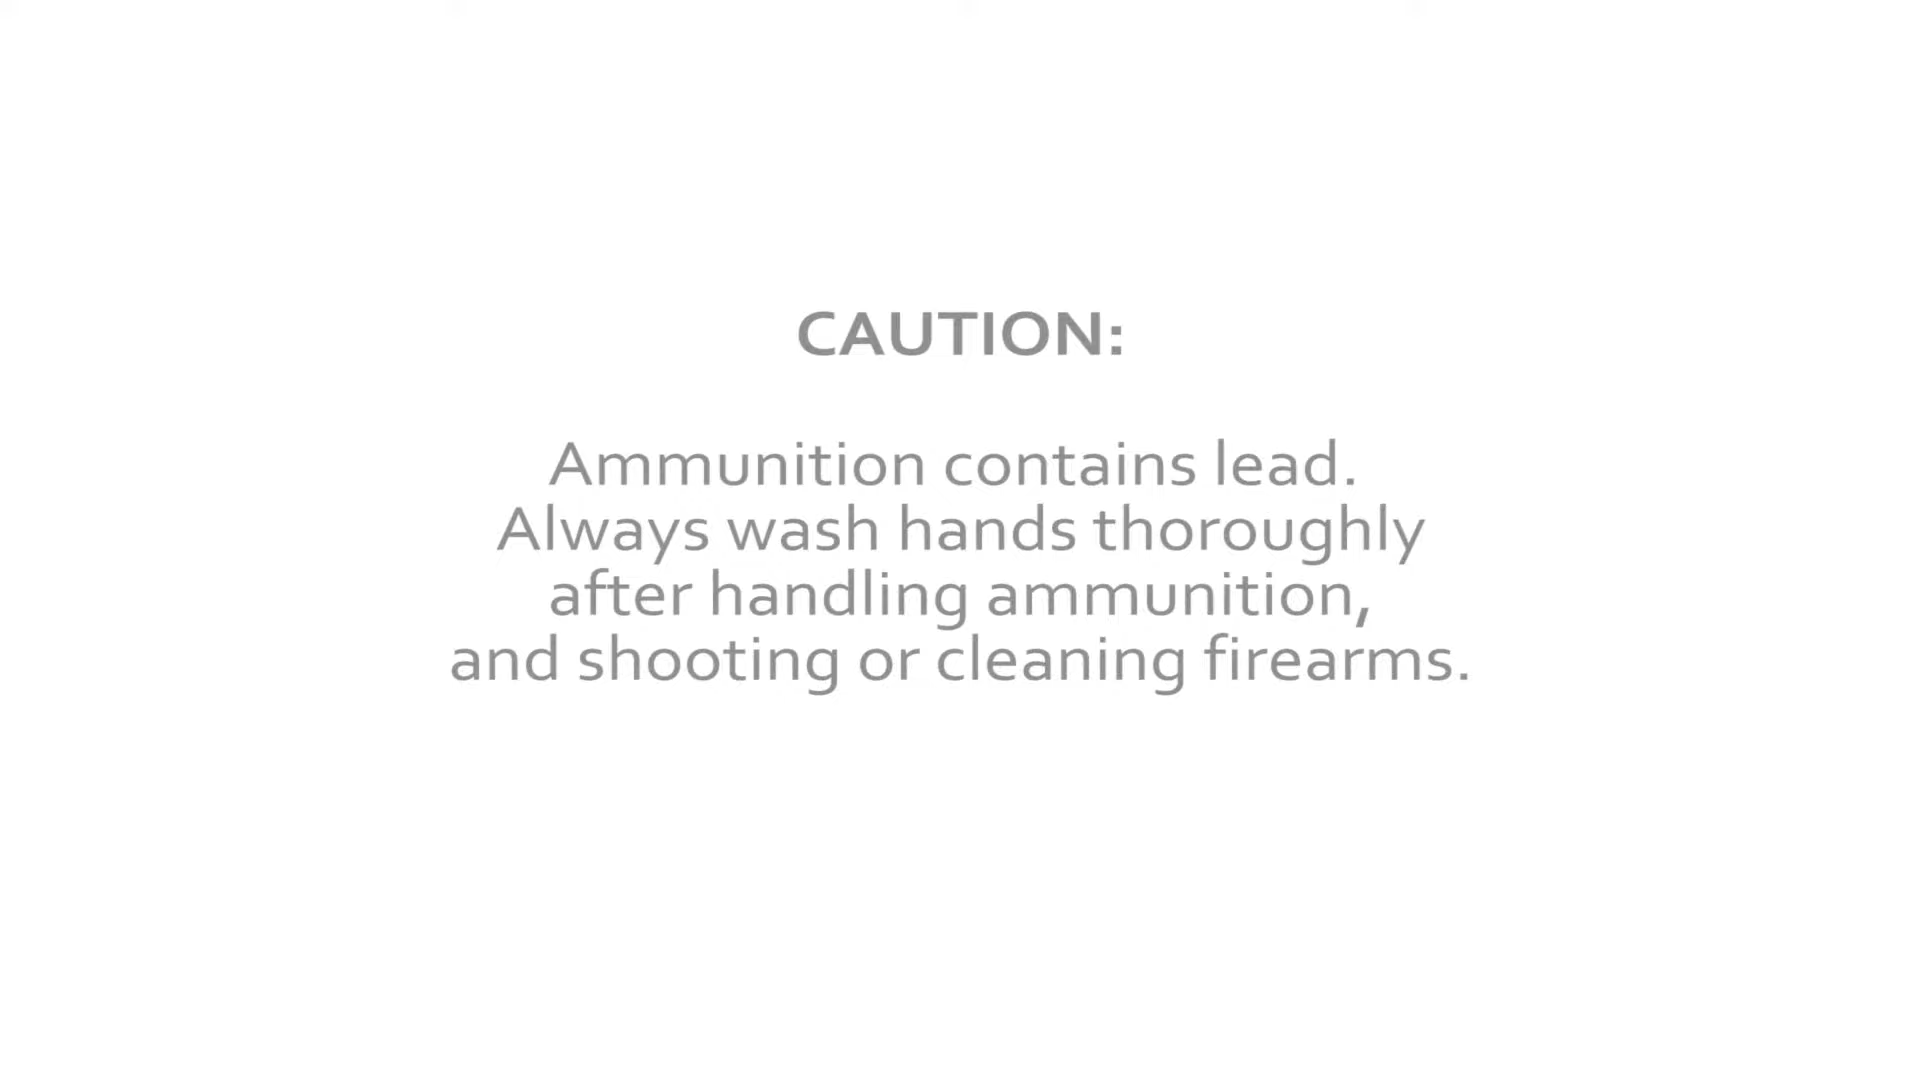 CAUTION:
Ammunition contains lead.
Always wash hands thoroughly
after handling ammunition,
and shooting or cleaning firearms.